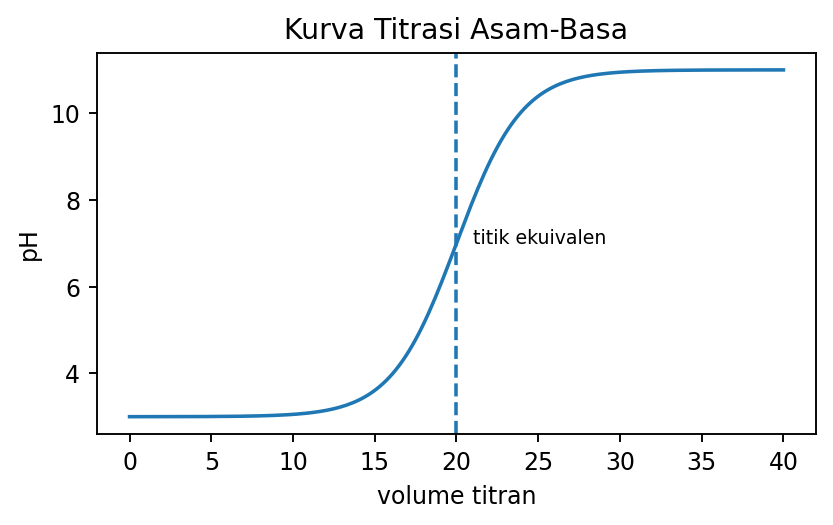 Kurva Titrasi Asam-Basa
10
8
6
4
pH
titik ekuivalen
0 5 10 15 20 25 30 35 40
volume titran